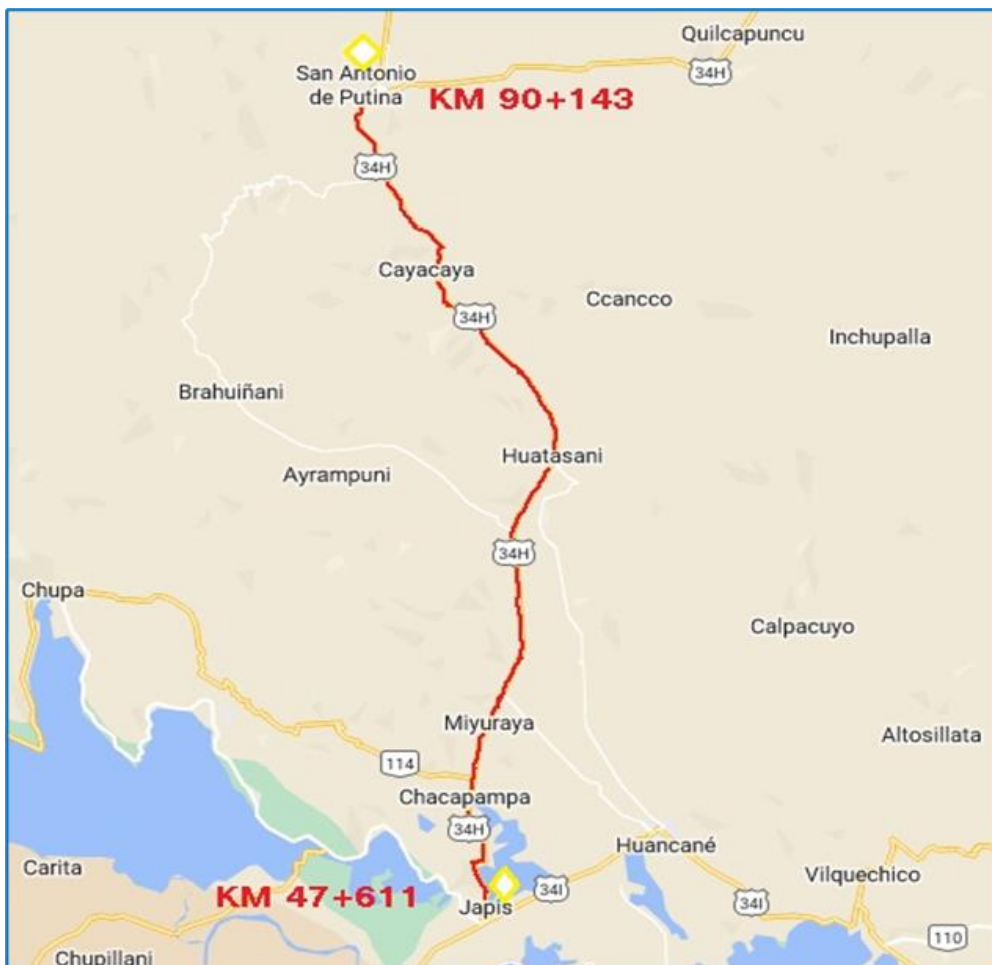 Quilcapuncu
34H
San Antonio
de Putina
KM 90+143
34H
Cayacaya
Ccancco
34H
Inchupalla
Brahuiñani
Huatasani
Ayrampuni
34H
Chupa
Calpacuyo
Miyuraya
Altosillata
114
Chacapampa
34H
Huancané
Carita
Vilquechico
KM 47+611
34I
Japis
34I
110
Chupillani